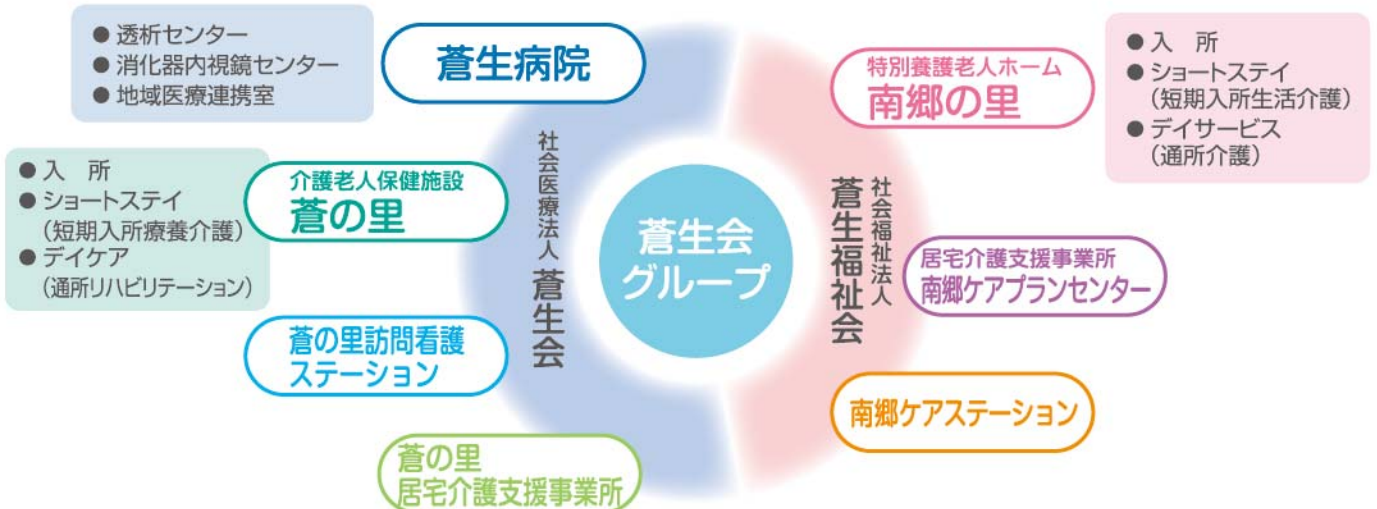 ● 透析センター
● 消化器内視鏡センター
● 地域医療連携室
蒼生病院
● 入　所
● ショートステイ
(短期入所療養介護)
● デイケア
(通所リハビリテーション)
介護老人保健施設
蒼の里
蒼の里訪問看護
ステーション
蒼の里
居宅介護支援事業所
社会医療法人 蒼生会
蒼生会
グループ
社会福祉法人
蒼生福祉会
特別養護老人ホーム
南郷の里
● 入　所
● ショートステイ
(短期入所生活介護)
● デイサービス
(通所介護)
居宅介護支援事業所
南郷ケアプランセンター
南郷ケアステーション